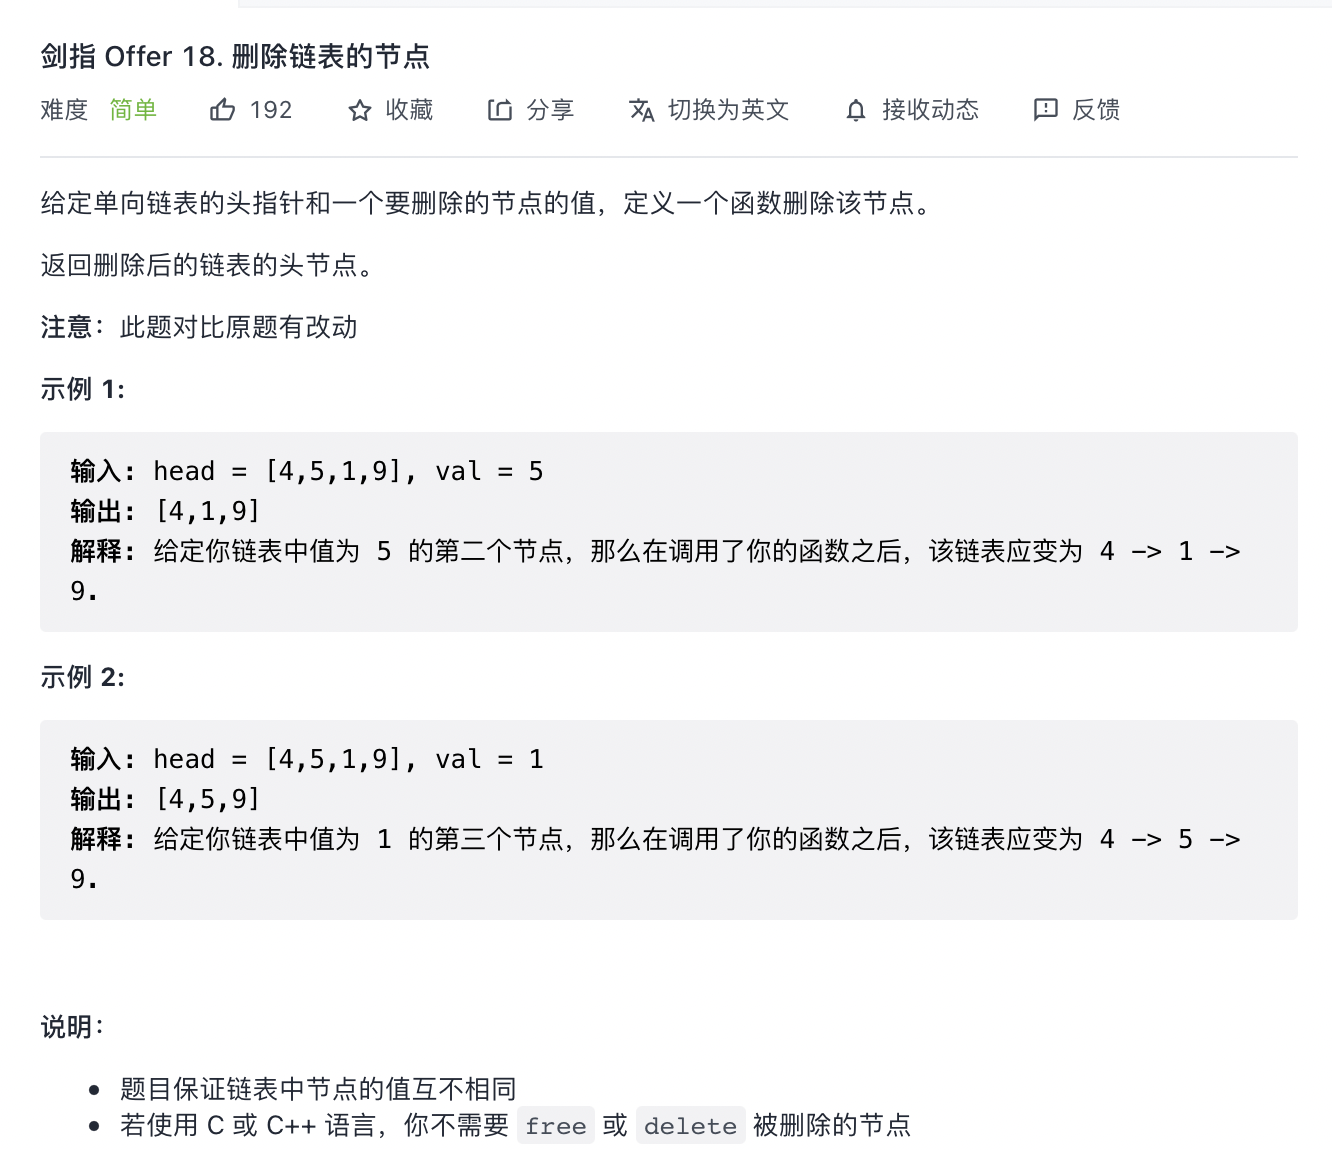 剑指 Offer 18. 删除链表的节点
难度 简单 192 收藏 分享 切换为英文 接收动态 反馈
给定单向链表的头指针和一个要删除的节点的值，定义一个函数删除该节点。
返回删除后的链表的头节点。
注意：此题对比原题有改动
示例 1:
输入: head = [4,5,1,9], val = 5
输出: [4,1,9]
解释: 给定你链表中值为 5 的第二个节点，那么在调用了你的函数之后，该链表应变为 4 -> 1 ->
9.
示例 2:
输入: head = [4,5,1,9], val = 1
输出: [4,5,9]
解释: 给定你链表中值为 1 的第三个节点，那么在调用了你的函数之后，该链表应变为 4 -> 5 ->
9.
说明：
• 题目保证链表中节点的值互不相同
• 若使用 C 或 C++ 语言，你不需要 free 或 delete 被删除的节点